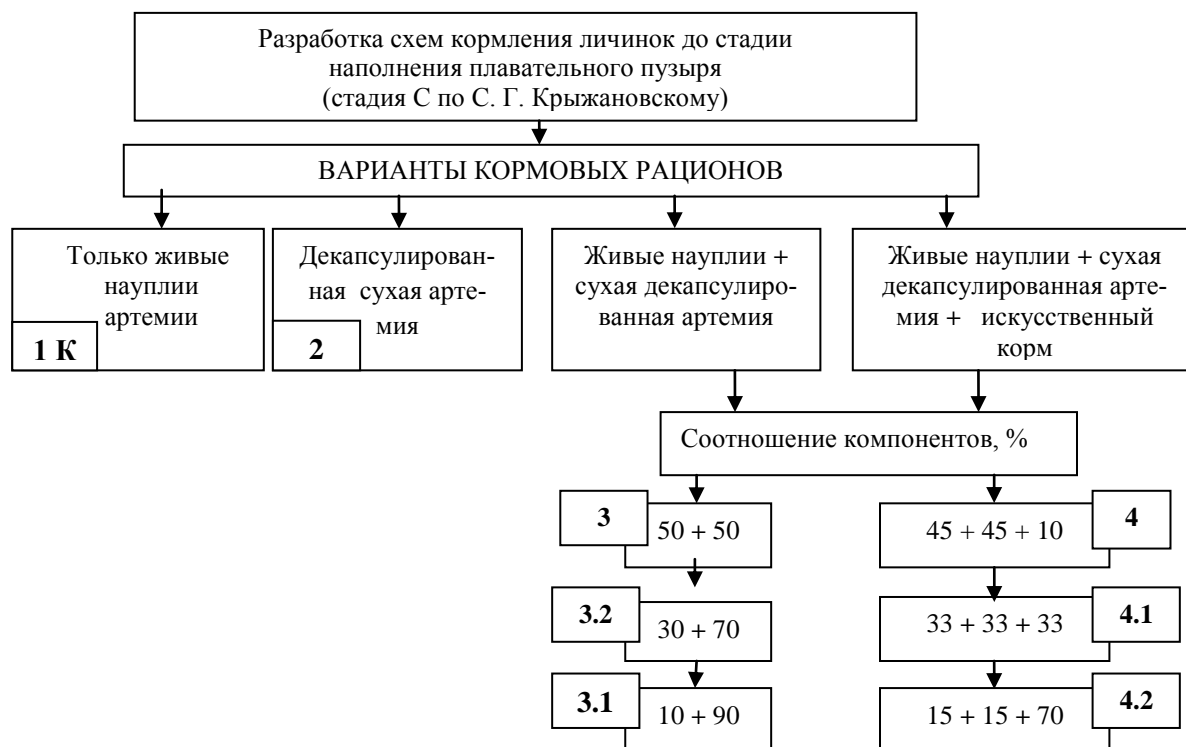 Разработка схем кормления личинок до стадии
наполнения плавательного пузыря
(стадия С по С. Г. Крыжановскому)
ВАРИАНТЫ КОРМОВЫХ РАЦИОНОВ
Только живые
науплии
артемии
1 К
Декапсулирован-
ная сухая арте-
мия
2
Живые науплии +
сухая декапсулиро-
ванная артемия
Живые науплии + сухая
декапсулированная арте-
мия + искусственный
корм
Соотношение компонентов, %
3
50 + 50
45 + 45 + 10
4
3.2
30 + 70
33 + 33 + 33
4.1
3.1
10 + 90
15 + 15 + 70
4.2